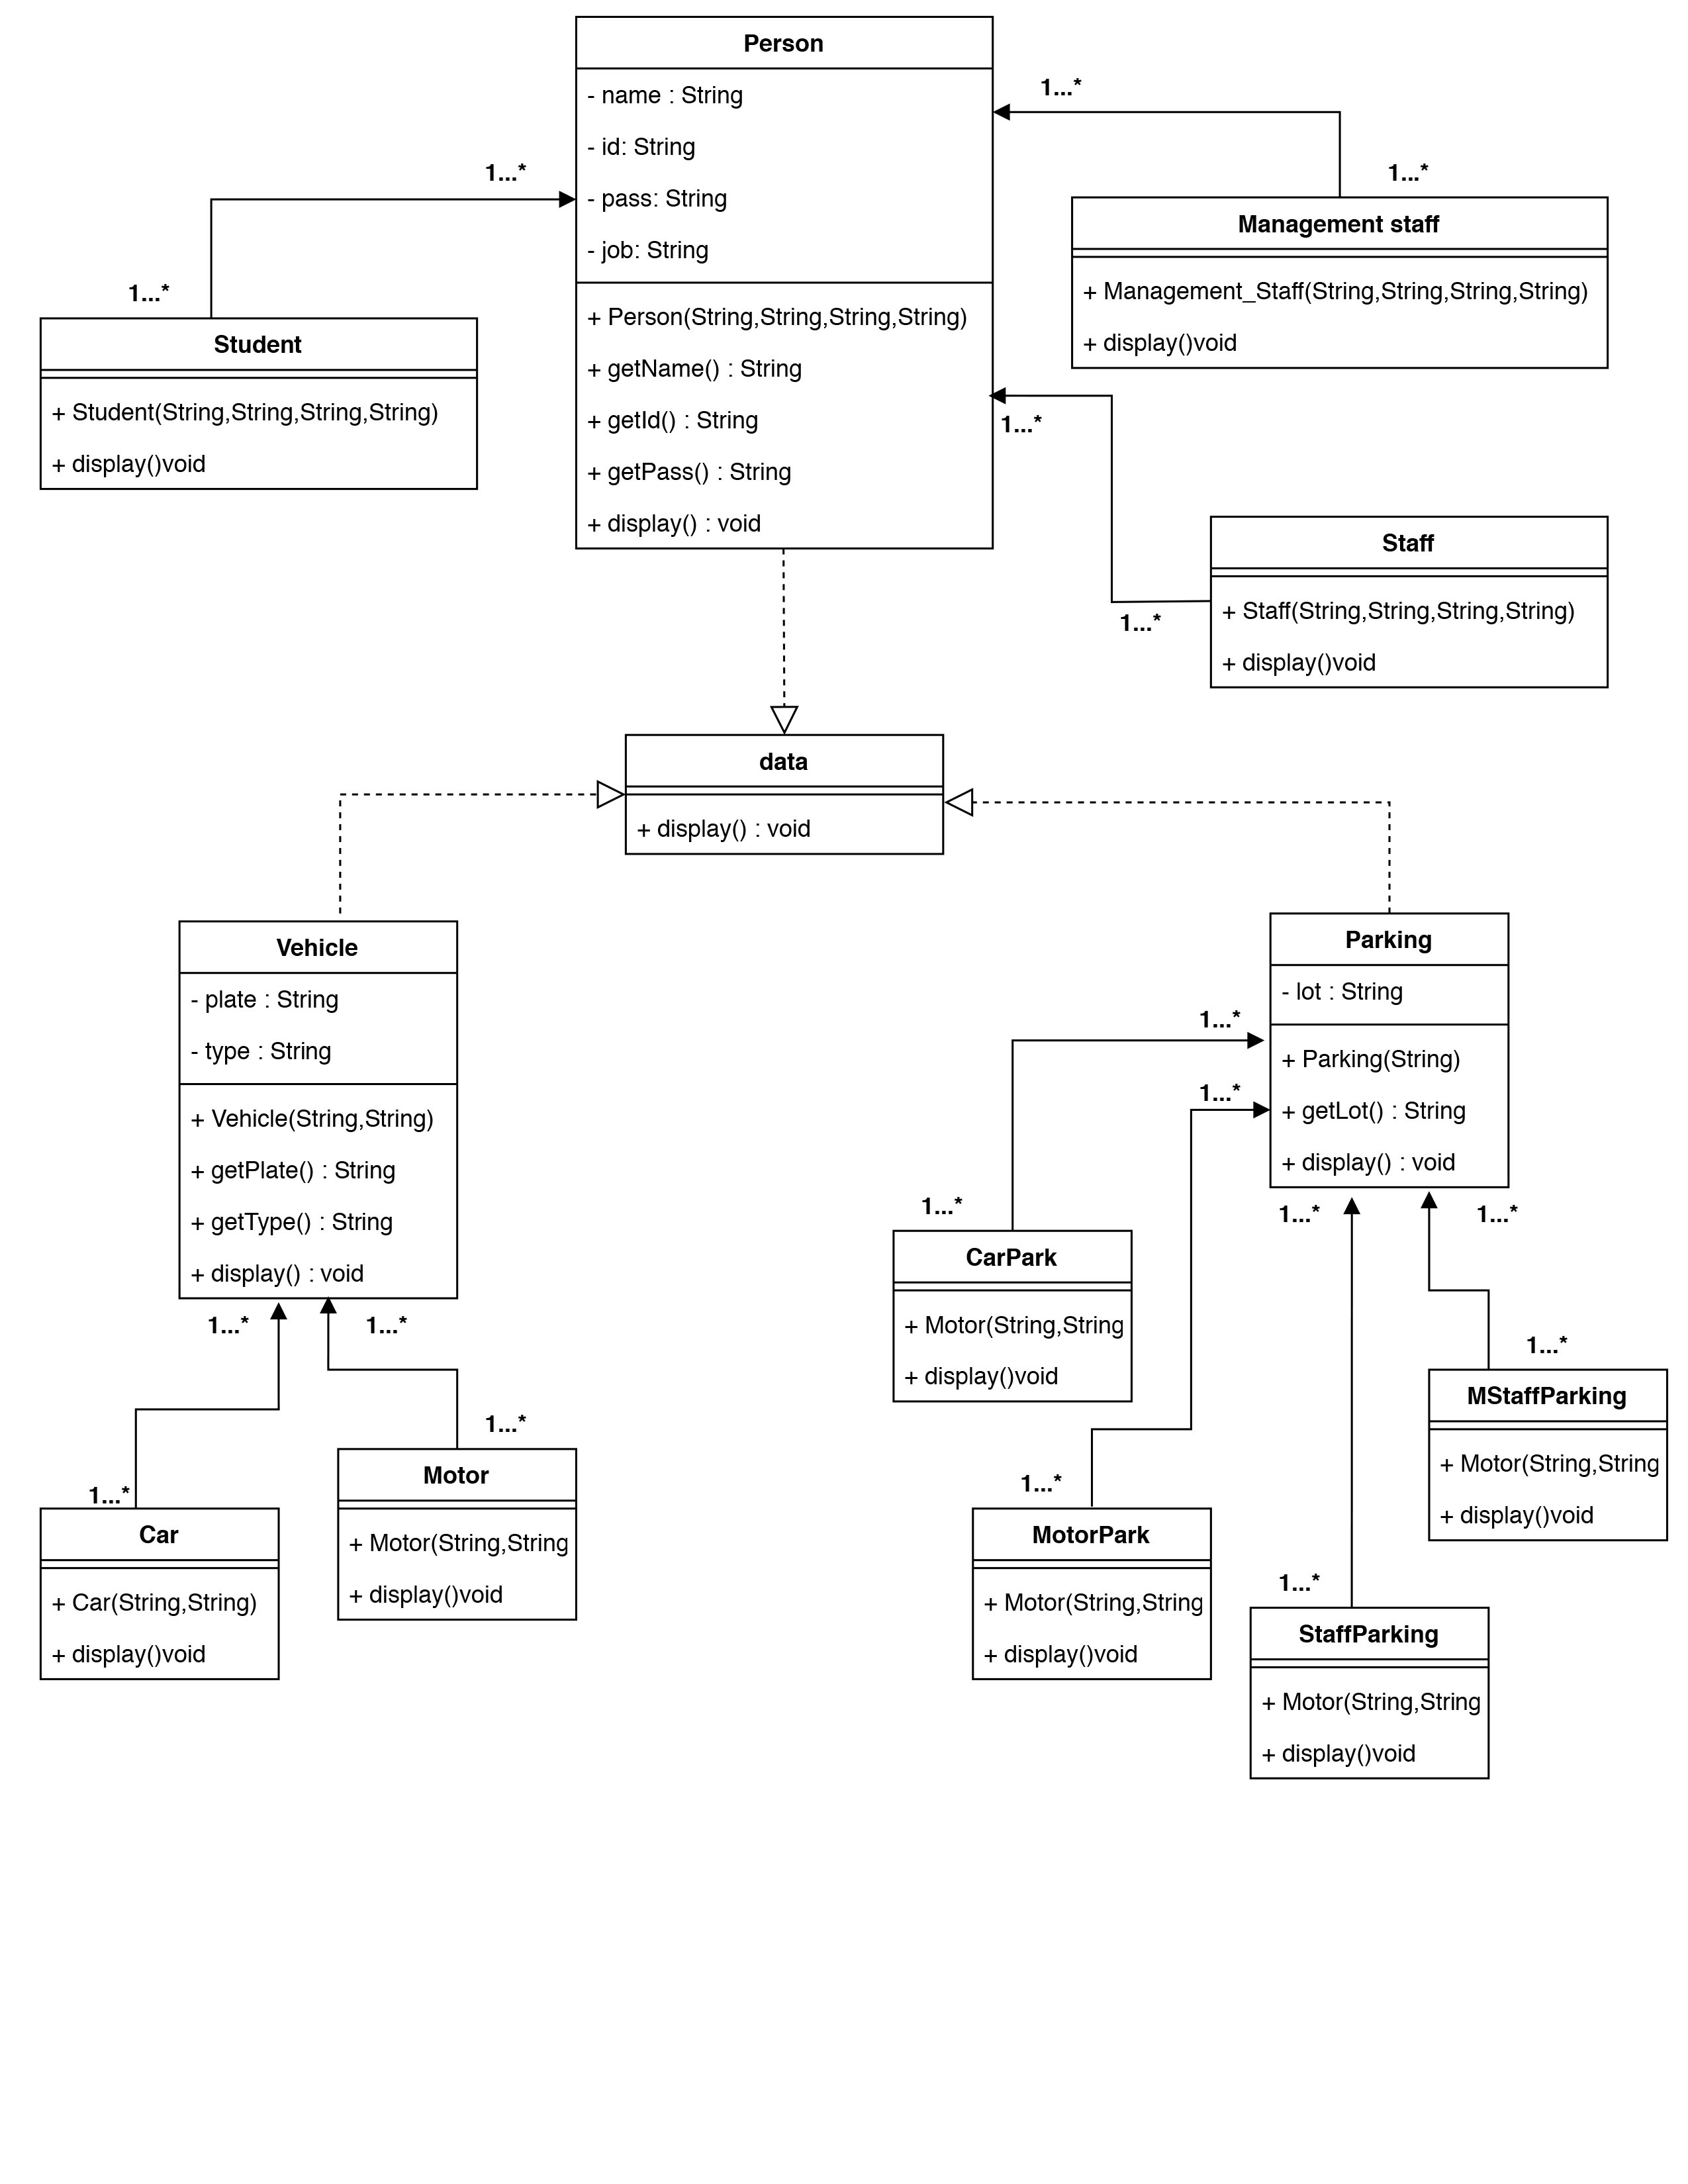 Person
- name : String
- id: String
- pass: String
- job: String
+ Person(String,String,String,String)
+ getName() : String
+ getId() : String
+ getPass() : String
+ display() : void
1...*
1...*
Management staff
+ Management_Staff(String,String,String,String)
+ display()void
1...*
1...*
Student
+ Student(String,String,String,String)
+ display()void
1...*
1...*
Staff
+ Staff(String,String,String,String)
+ display()void
data
+ display() : void
Vehicle
- plate : String
- type : String
+ Vehicle(String,String)
+ getPlate() : String
+ getType() : String
+ display() : void
1...*
1...*
1...*
1...*
Car
+ Car(String,String)
+ display()void
Motor
+ Motor(String,String
+ display()void
Parking
- lot : String
+ Parking(String)
+ getLot() : String
+ display() : void
1...*
1...*
1...*
1...*
1...*
CarPark
+ Motor(String,String
+ display()void
1...*
MotorPark
+ Motor(String,String
+ display()void
1...*
StaffParking
+ Motor(String,String
+ display()void
1...*
MStaffParking
+ Motor(String,String
+ display()void